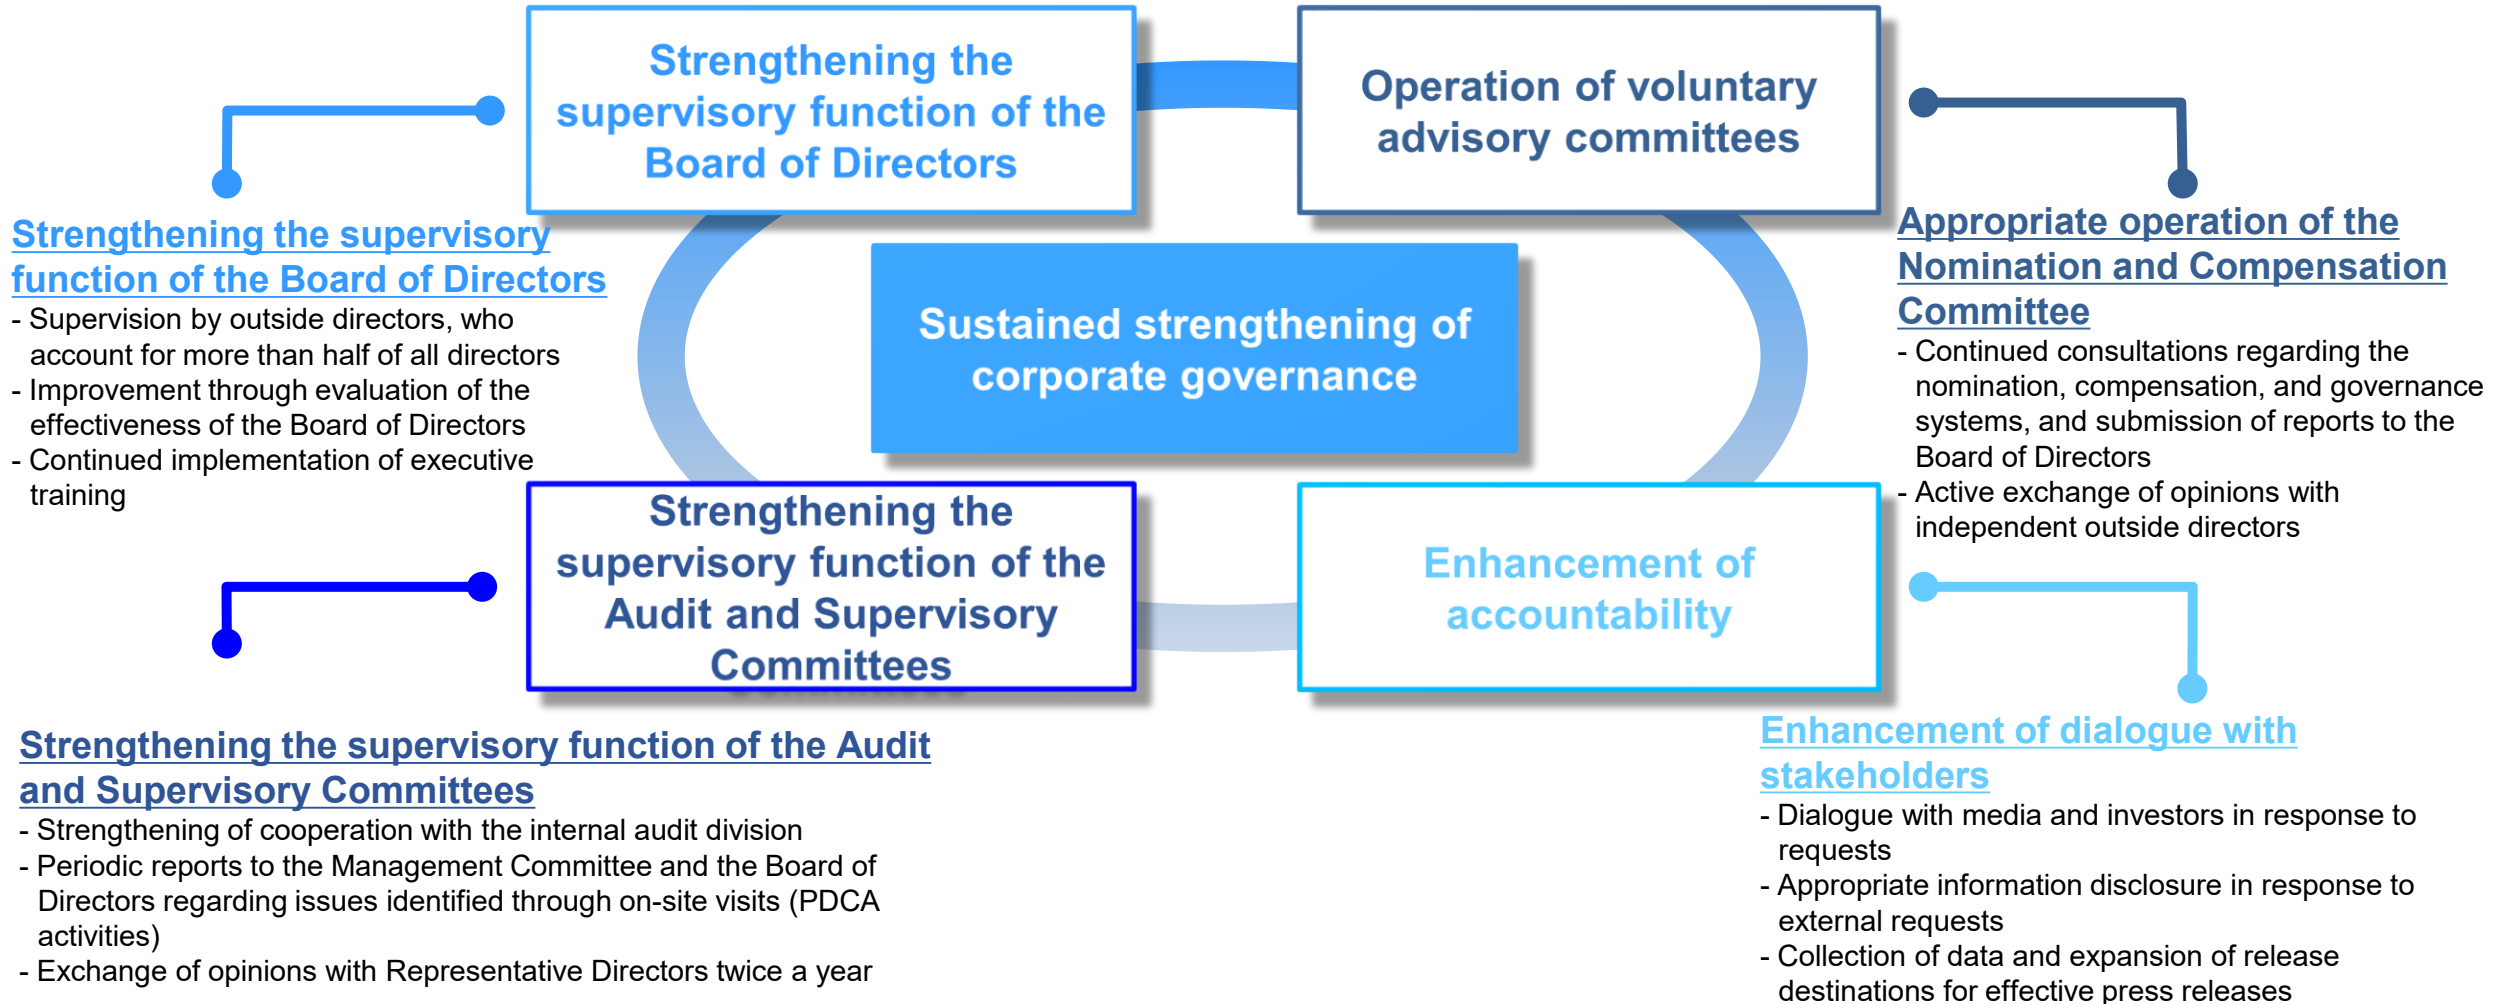 Strengthening the
supervisory function of the
Board of Directors
Operation of voluntary
advisory committees
Strengthening the supervisory
function of the Board of Directors
- Supervision by outside directors, who
account for more than half of all directors
- Improvement through evaluation of the
effectiveness of the Board of Directors
- Continued implementation of executive
training
Sustained strengthening of
corporate governance
Appropriate operation of the
Nomination and Compensation
Committee
- Continued consultations regarding the
nomination, compensation, and governance
systems, and submission of reports to the
Board of Directors
- Active exchange of opinions with
independent outside directors
Strengthening the
supervisory function of the
Audit and Supervisory
Committees
Enhancement of
accountability
Strengthening the supervisory function of the Audit
and Supervisory Committees
- Strengthening of cooperation with the internal audit division
- Periodic reports to the Management Committee and the Board of
Directors regarding issues identified through on-site visits (PDCA
activities)
- Exchange of opinions with Representative Directors twice a year
Enhancement of dialogue with
stakeholders
- Dialogue with media and investors in response to
requests
- Appropriate information disclosure in response to
external requests
- Collection of data and expansion of release
destinations for effective press releases